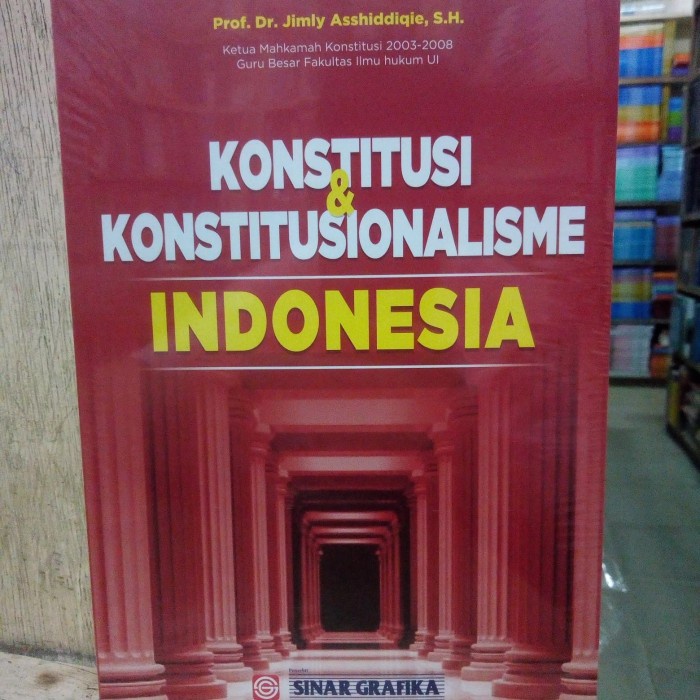 Prof. Dr. Jimly Asshiddiqie, S.H.
Ketua Mahkamah Konstitusi 2003-2008
Guru Besar Fakultas Ilmu hukum UI
KONSTITUSI
&
KONSTITUSIONALISME
INDONESIA
Penerbit
SINAR GRAFIKA